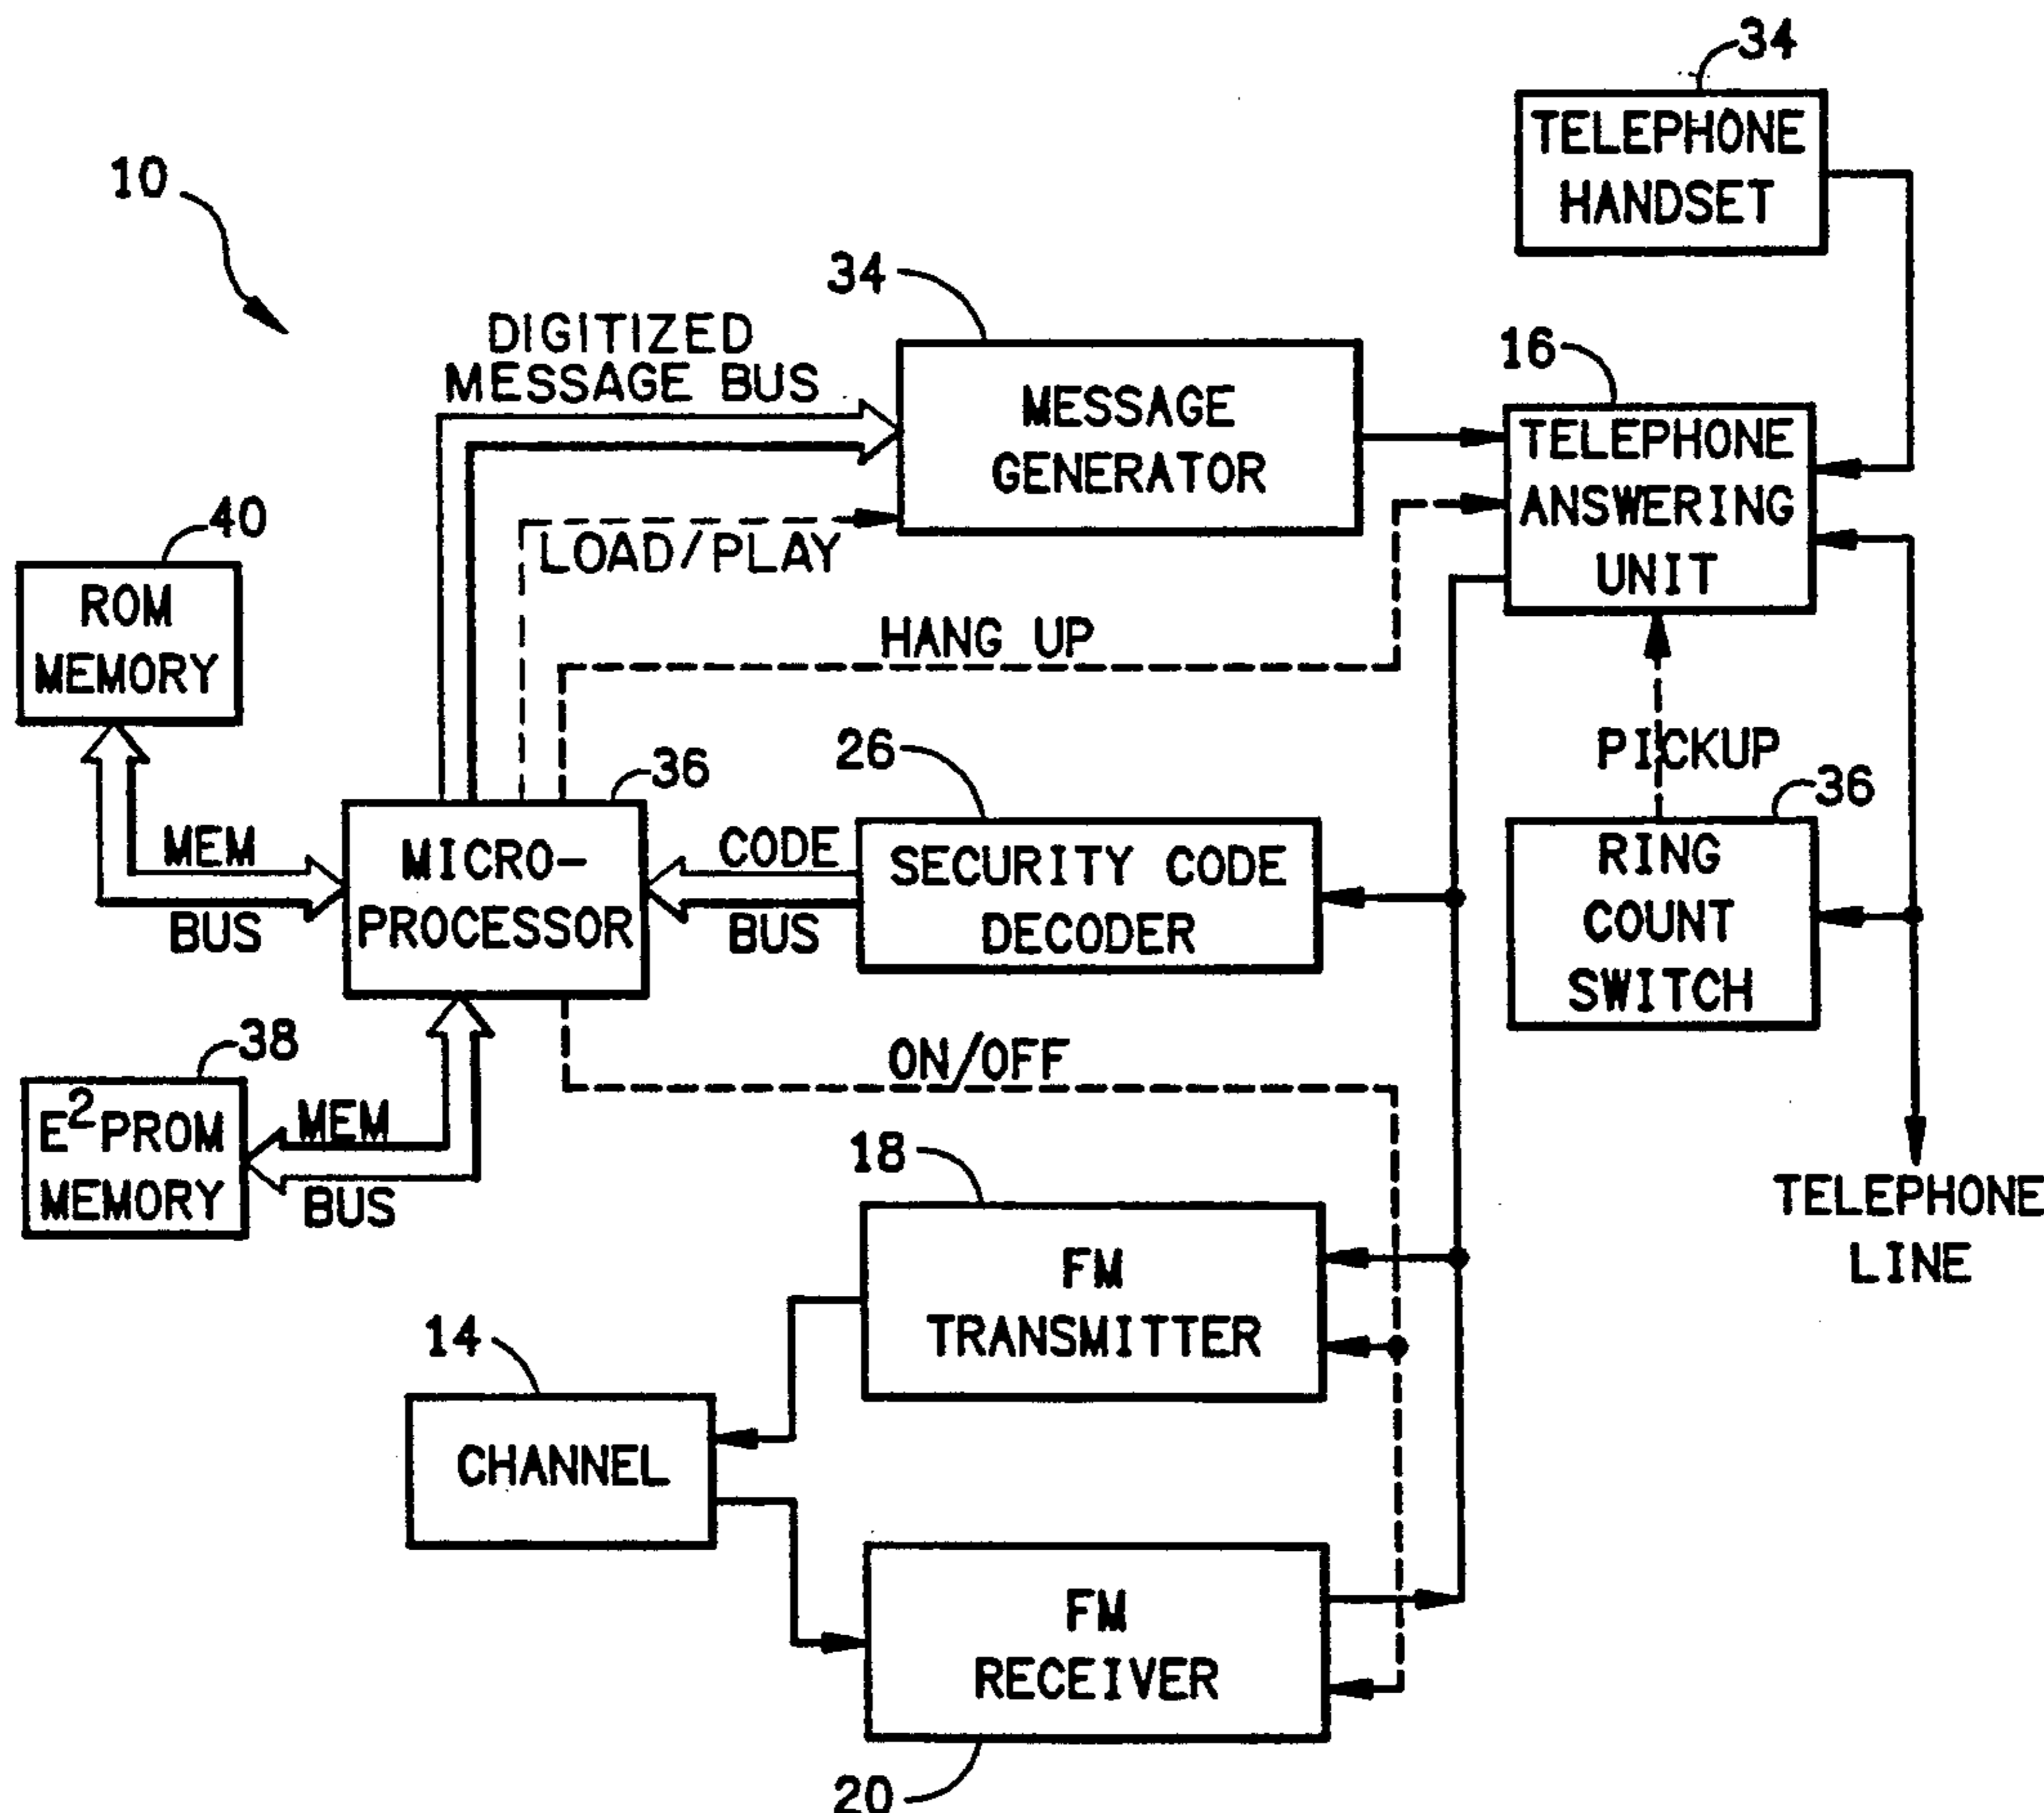 34
TELEPHONE
HANDSET
10
34
DIGITIZED
MESSAGE BUS
MESSAGE
GENERATOR
16
TELEPHONE
ANSWERING
UNIT
LOAD/PLAY
40
ROM
MEMORY
HANG UP
PICKUP
36
MICRO-
PROCESSOR
26
SECURITY CODE
DECODER
36
RING
COUNT
SWITCH
MEM
BUS
CODE
BUS
38
E²PROM
MEMORY
MEM
BUS
ON/OFF
18
FM
TRANSMITTER
TELEPHONE
LINE
14
CHANNEL
FM
RECEIVER
20